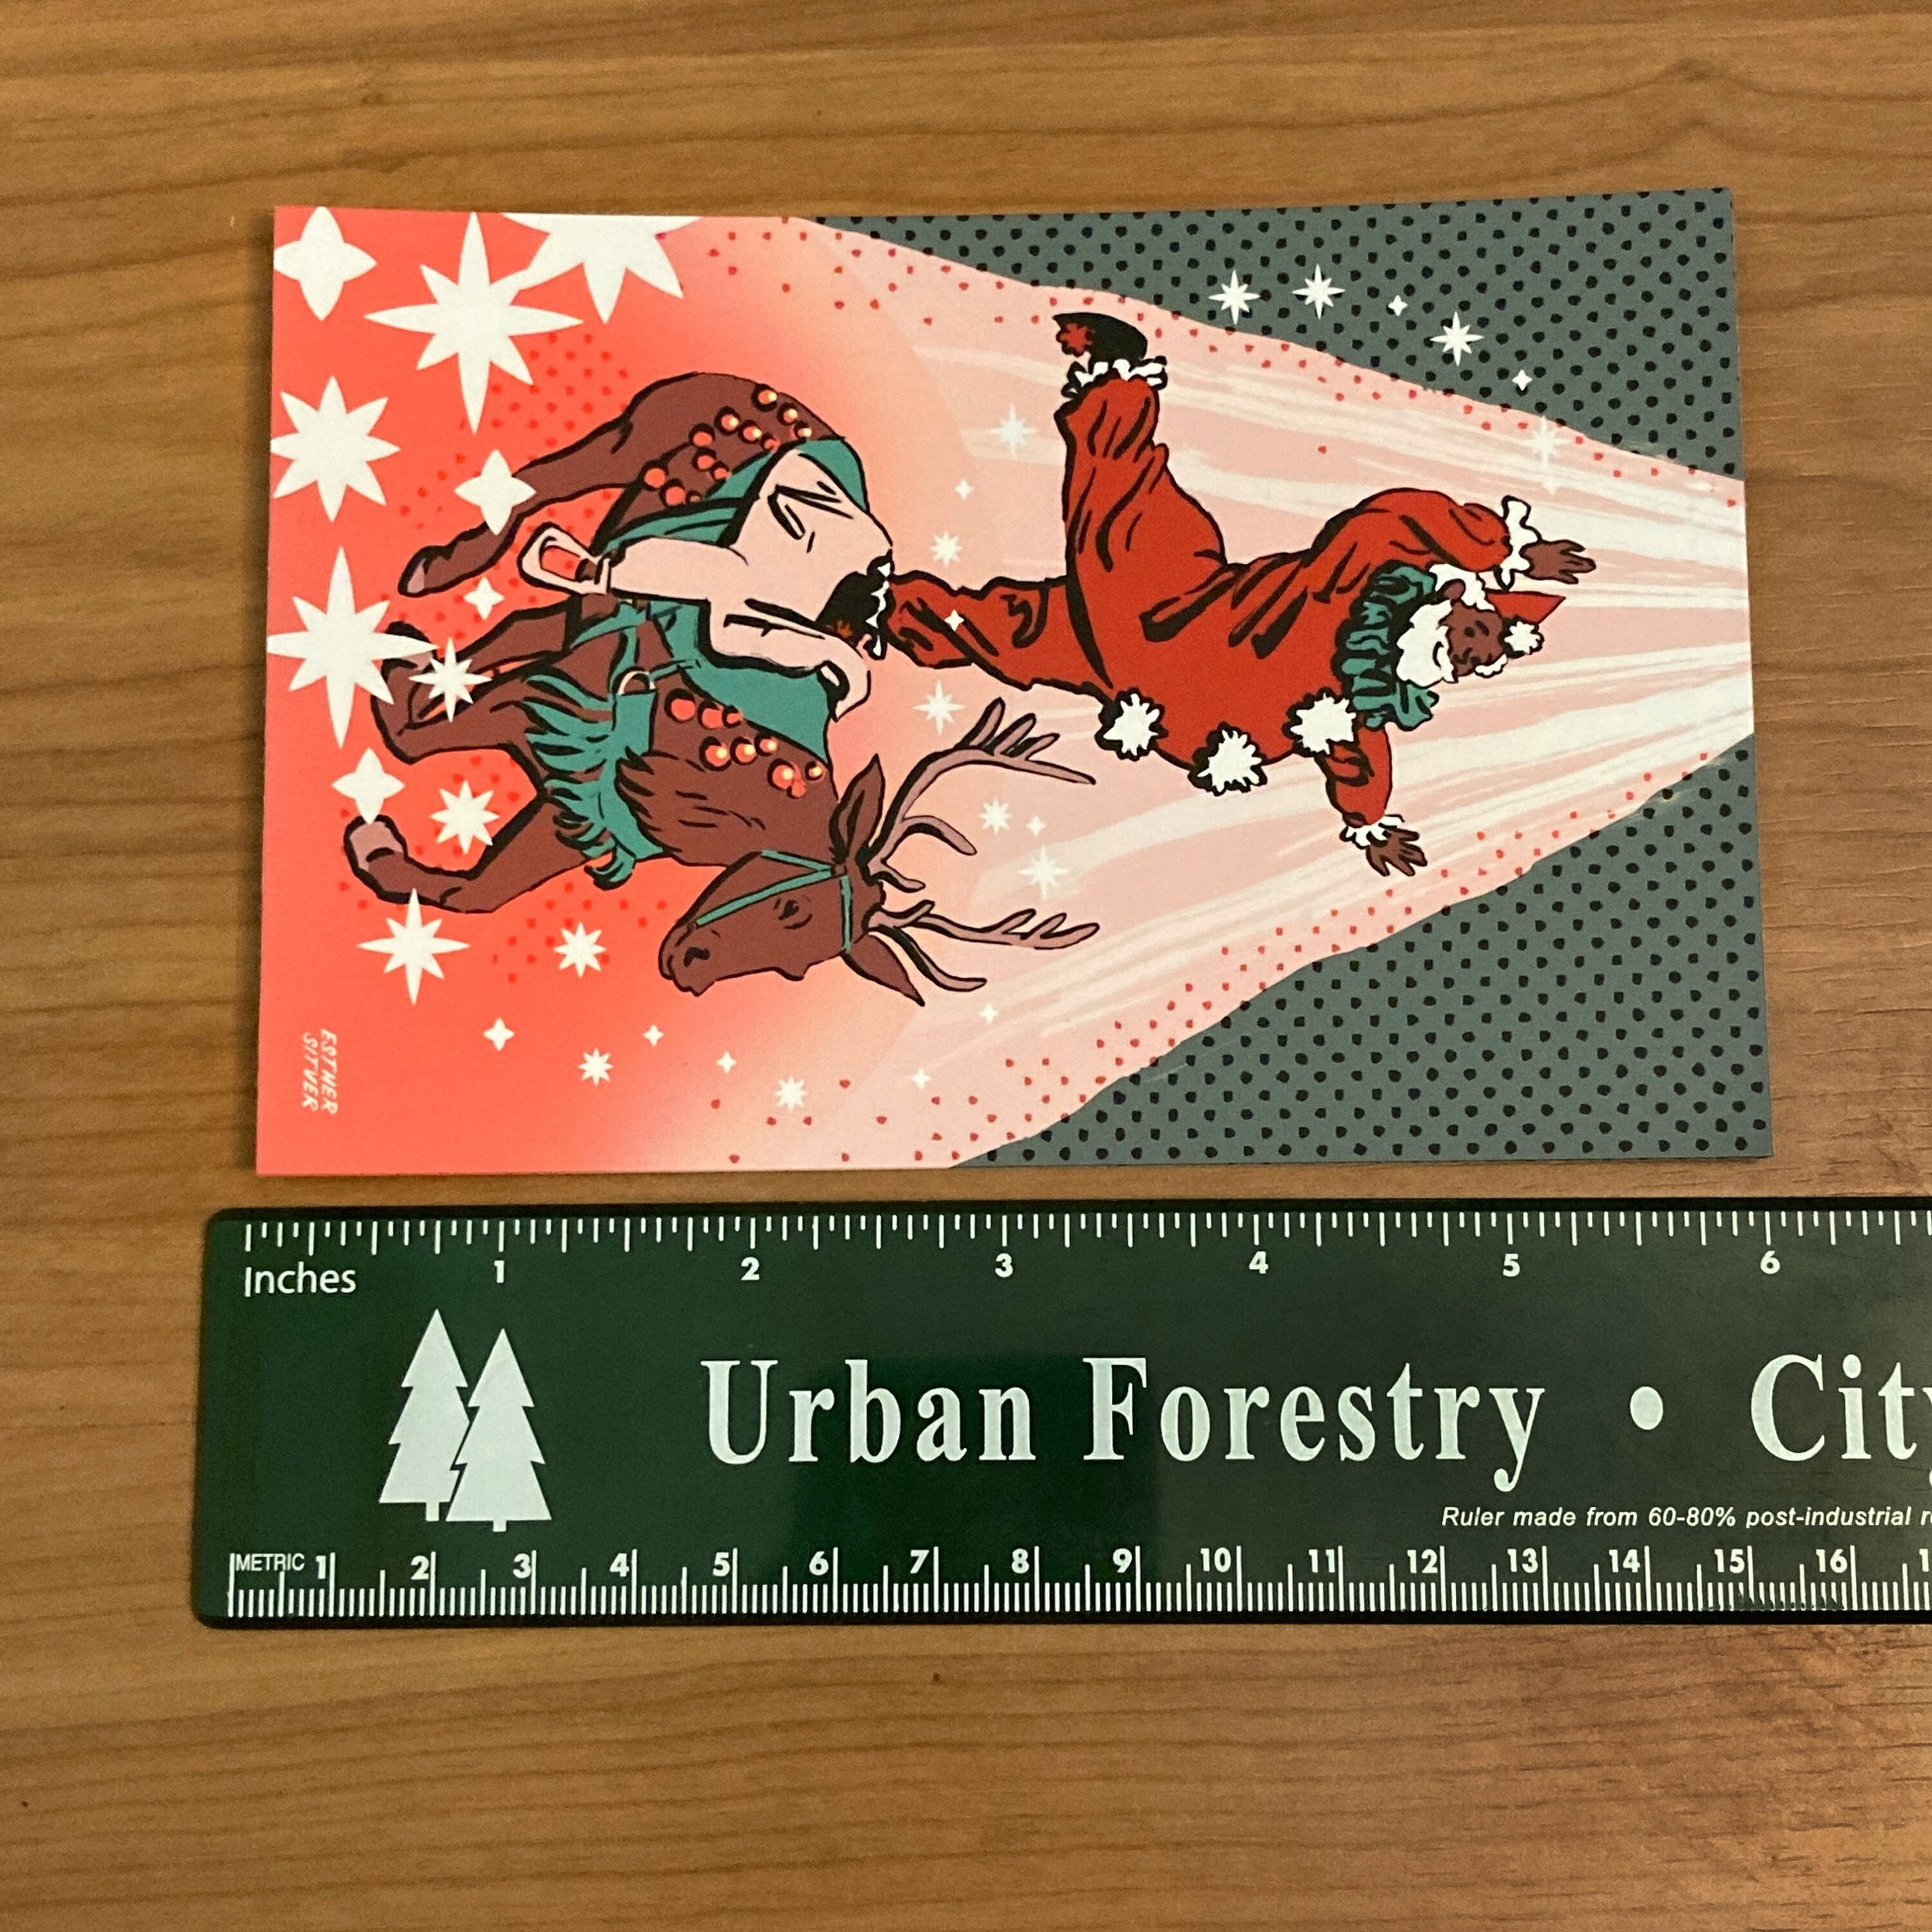 ESTHER
SITVER
Inches
1 2 3 4 5 6
Urban Forestry • City
Ruler made from 60-80% post-industrial
METRIC 1 2 3 4 5 6 7 8 9 10 11 12 13 14 15 16